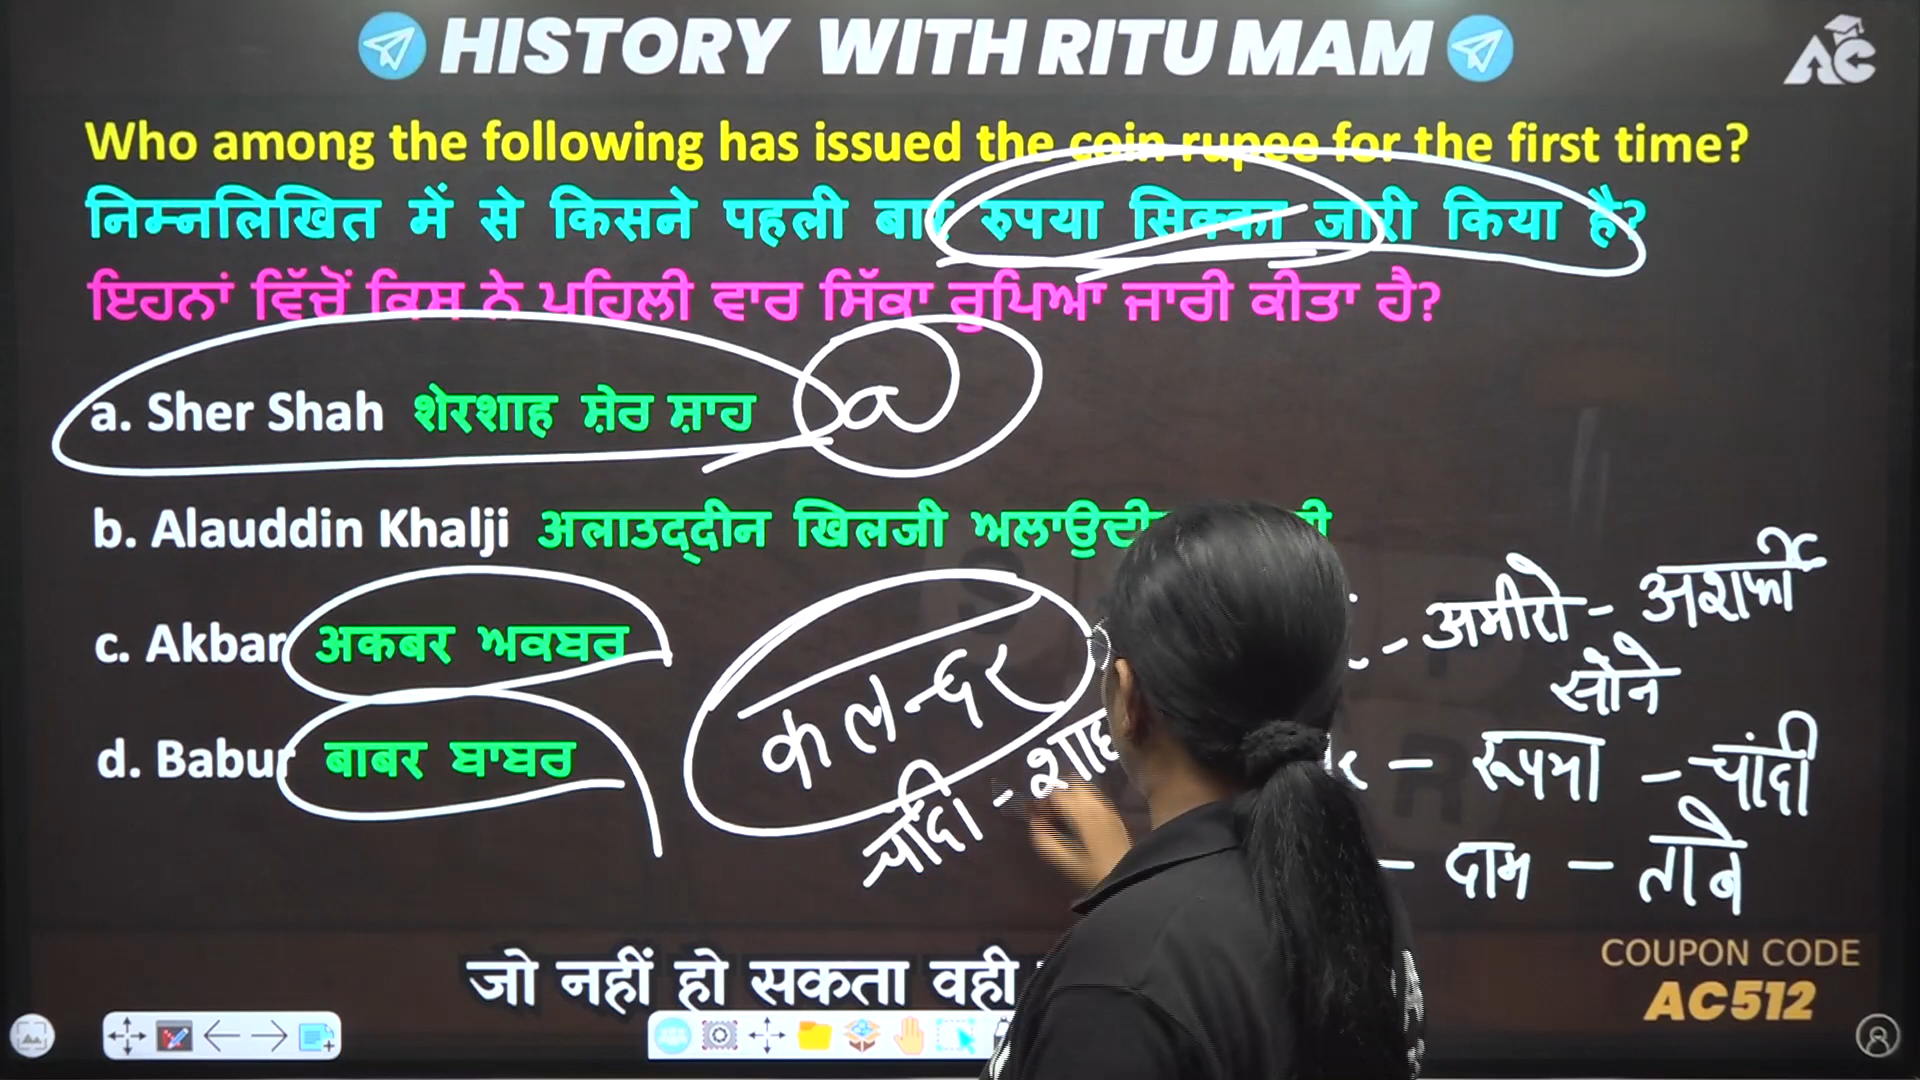 HISTORY WITH RITU MAM
AC
Who among the following has issued the coin rupee for the first time?
निम्नलिखित में से किसने पहली बार रुपया सिक्का जारी किया है?
ਇਹਨਾਂ ਵਿੱਚੋਂ ਕਿਸ ਨੇ ਪਹਿਲੀ ਵਾਰ ਸਿੱਕਾ ਰੁਪਿਆ ਜਾਰੀ ਕੀਤਾ ਹੈ?
a. Sher Shah शेरशाह ਸ਼ੇਰ ਸ਼ਾਹ
a
b. Alauddin Khalji अलाउद्दीन खिलजी
c. Akbar अकबर ਅਕਬਰ
d. Babur बाबर ਬਾਬਰ
चांदी -
अमीरो - अशर्फी
सोने
- रूपया - चांदी
- दाम - तांबे
जो नहीं हो सकता वही
COUPON CODE
AC512